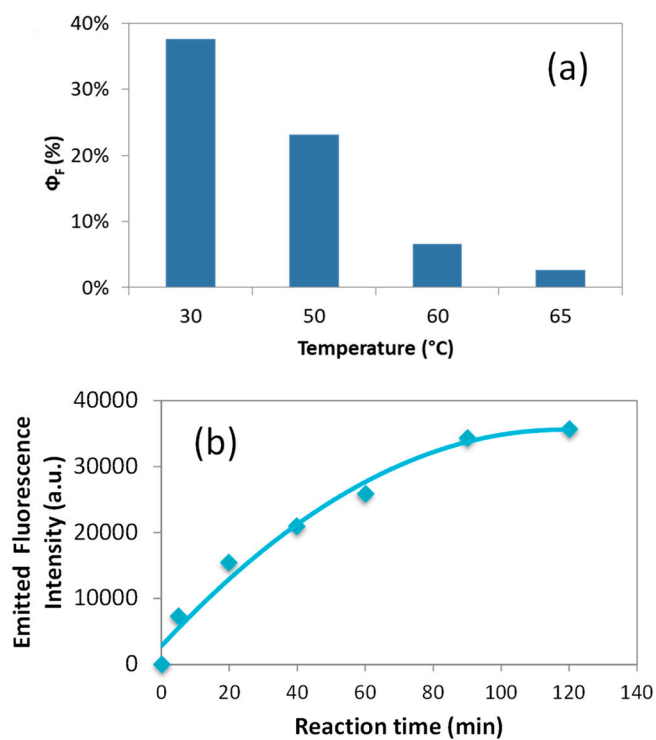 40%
(a)
30%
20%
10%
0%
ΦF (%)
30 50 60 65
Temperature (°C)
40000
(b)
30000
20000
10000
0
Emitted Fluorescence
Intensity (a.u.)
0 20 40 60 80 100 120 140
Reaction time (min)